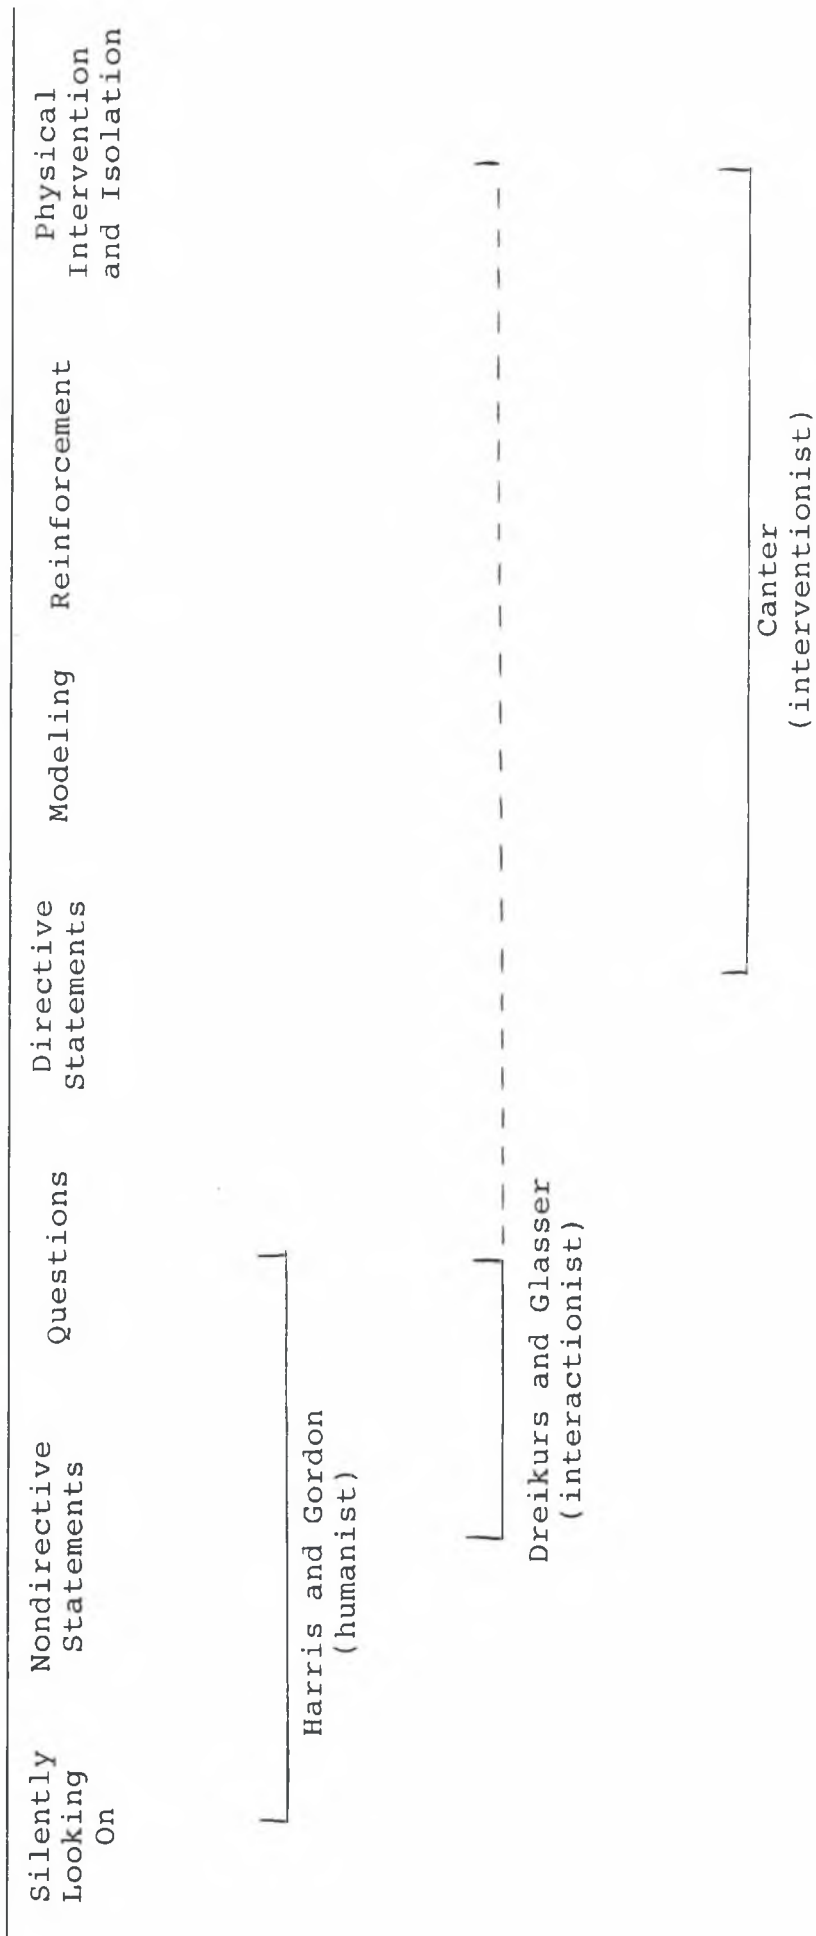 Silently
Looking
On
Nondirective
Statements
Questions
Directive
Statements
Modeling
Reinforcement
Physical
Intervention
and Isolation
Harris and Gordon
(humanist)
Dreikurs and Glasser
(interactionist)
Canter
(interventionist)